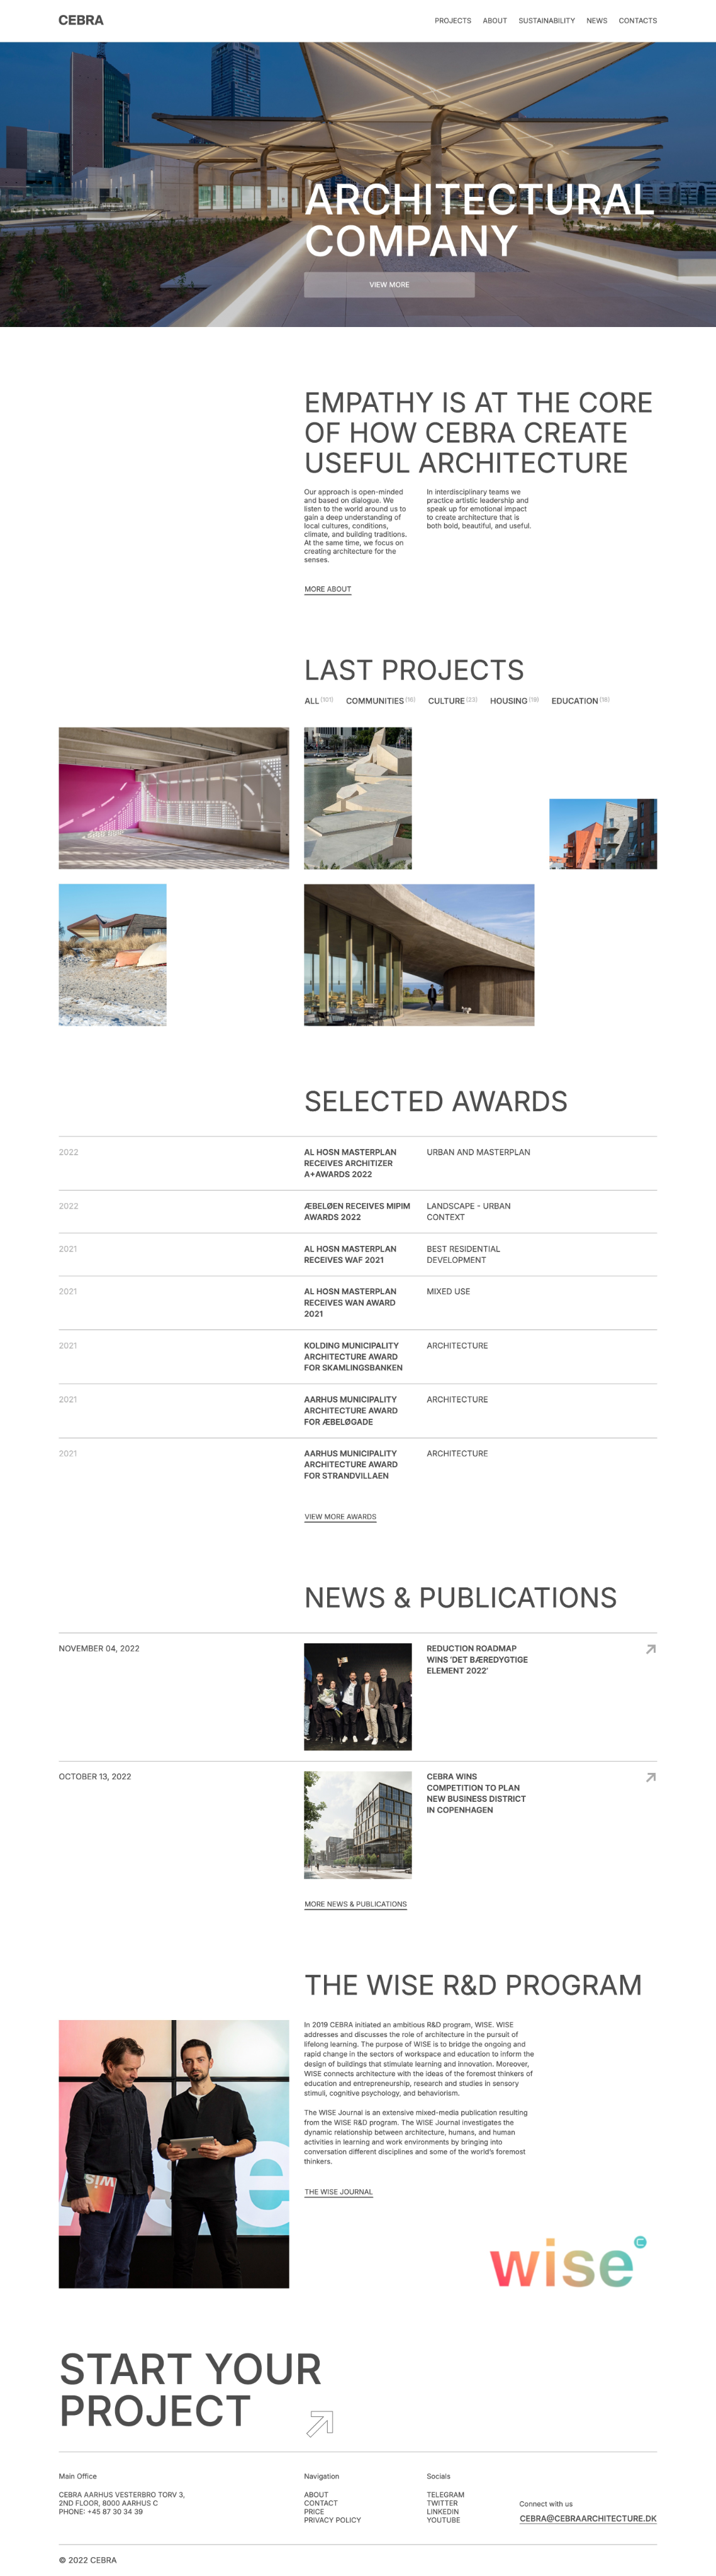 CEBRA
PROJECTS ABOUT SUSTAINABILITY NEWS CONTACTS
ARCHITECTURAL
COMPANY
VIEW MORE
EMPATHY IS AT THE CORE
OF HOW CEBRA CREATE
USEFUL ARCHITECTURE
Our approach is open-minded
and based on dialogue. We
listen to the world around us to
gain a deep understanding of
local cultures, conditions,
climate, and building traditions.
At the same time, we focus on
creating architecture for the
senses.
In interdisciplinary teams we
practice artistic leadership and
speak up for emotional impact
to create architecture that is
both bold, beautiful, and useful.
MORE ABOUT
LAST PROJECTS
ALL (101) COMMUNITIES (16) CULTURE (23) HOUSING (19) EDUCATION (16)
SELECTED AWARDS
2022
AL HOSN MASTERPLAN
RECEIVES ARCHITIZER
A+AWARDS 2022
URBAN AND MASTERPLAN
2022
ÆBELØEN RECEIVES MIPIM
AWARDS 2022
LANDSCAPE - URBAN
CONTEXT
2021
AL HOSN MASTERPLAN
RECEIVES WAF 2021
BEST RESIDENTIAL
DEVELOPMENT
2021
AL HOSN MASTERPLAN
RECEIVES WAN AWARD
2021
MIXED USE
2021
KOLDING MUNICIPALITY
ARCHITECTURE AWARD
FOR SKAMLINGSBANKEN
ARCHITECTURE
2021
AARHUS MUNICIPALITY
ARCHITECTURE AWARD
FOR ÆBELØGADE
ARCHITECTURE
2021
AARHUS MUNICIPALITY
ARCHITECTURE AWARD
FOR STRANDVILLAEN
ARCHITECTURE
VIEW MORE AWARDS
NEWS & PUBLICATIONS
NOVEMBER 04, 2022
REDUCTION ROADMAP
WINS 'DET BÆREDYGTIGE
ELEMENT 2022'
OCTOBER 13, 2022
CEBRA WINS
COMPETITION TO PLAN
NEW BUSINESS DISTRICT
IN COPENHAGEN
MORE NEWS & PUBLICATIONS
THE WISE R&D PROGRAM
In 2019 CEBRA initiated an ambitious R&D program, WISE. WISE
addresses and discusses the role of architecture in the pursuit of
lifelong learning. The purpose of WISE is to bridge the ongoing and
rapid change in the sectors of workspace and education to inform the
design of buildings that stimulate learning and innovation. Moreover,
WISE connects architecture with the ideas of the foremost thinkers of
education and entrepreneurship, research and studies in sensory
stimuli, cognitive psychology, and behaviorism.
The WISE Journal is an extensive mixed-media publication resulting
from the WISE R&D program. The WISE Journal investigates the
dynamic relationship between architecture, humans, and human
activities in learning and work environments by bringing into
conversation different disciplines and some of the world's foremost
thinkers.
THE WISE JOURNAL
wise
wise C
START YOUR
PROJECT
Main Office
CEBRA AARHUS VESTERBRO TORV 3,
2ND FLOOR, 8000 AARHUS C
PHONE: +45 87 30 34 39
Navigation
ABOUT
CONTACT
PRICE
PRIVACY POLICY
Socials
TELEGRAM
TWITTER
LINKEDIN
YOUTUBE
Connect with us
CEBRA@CEBRAARCHITECTURE.DK
© 2022 CEBRA